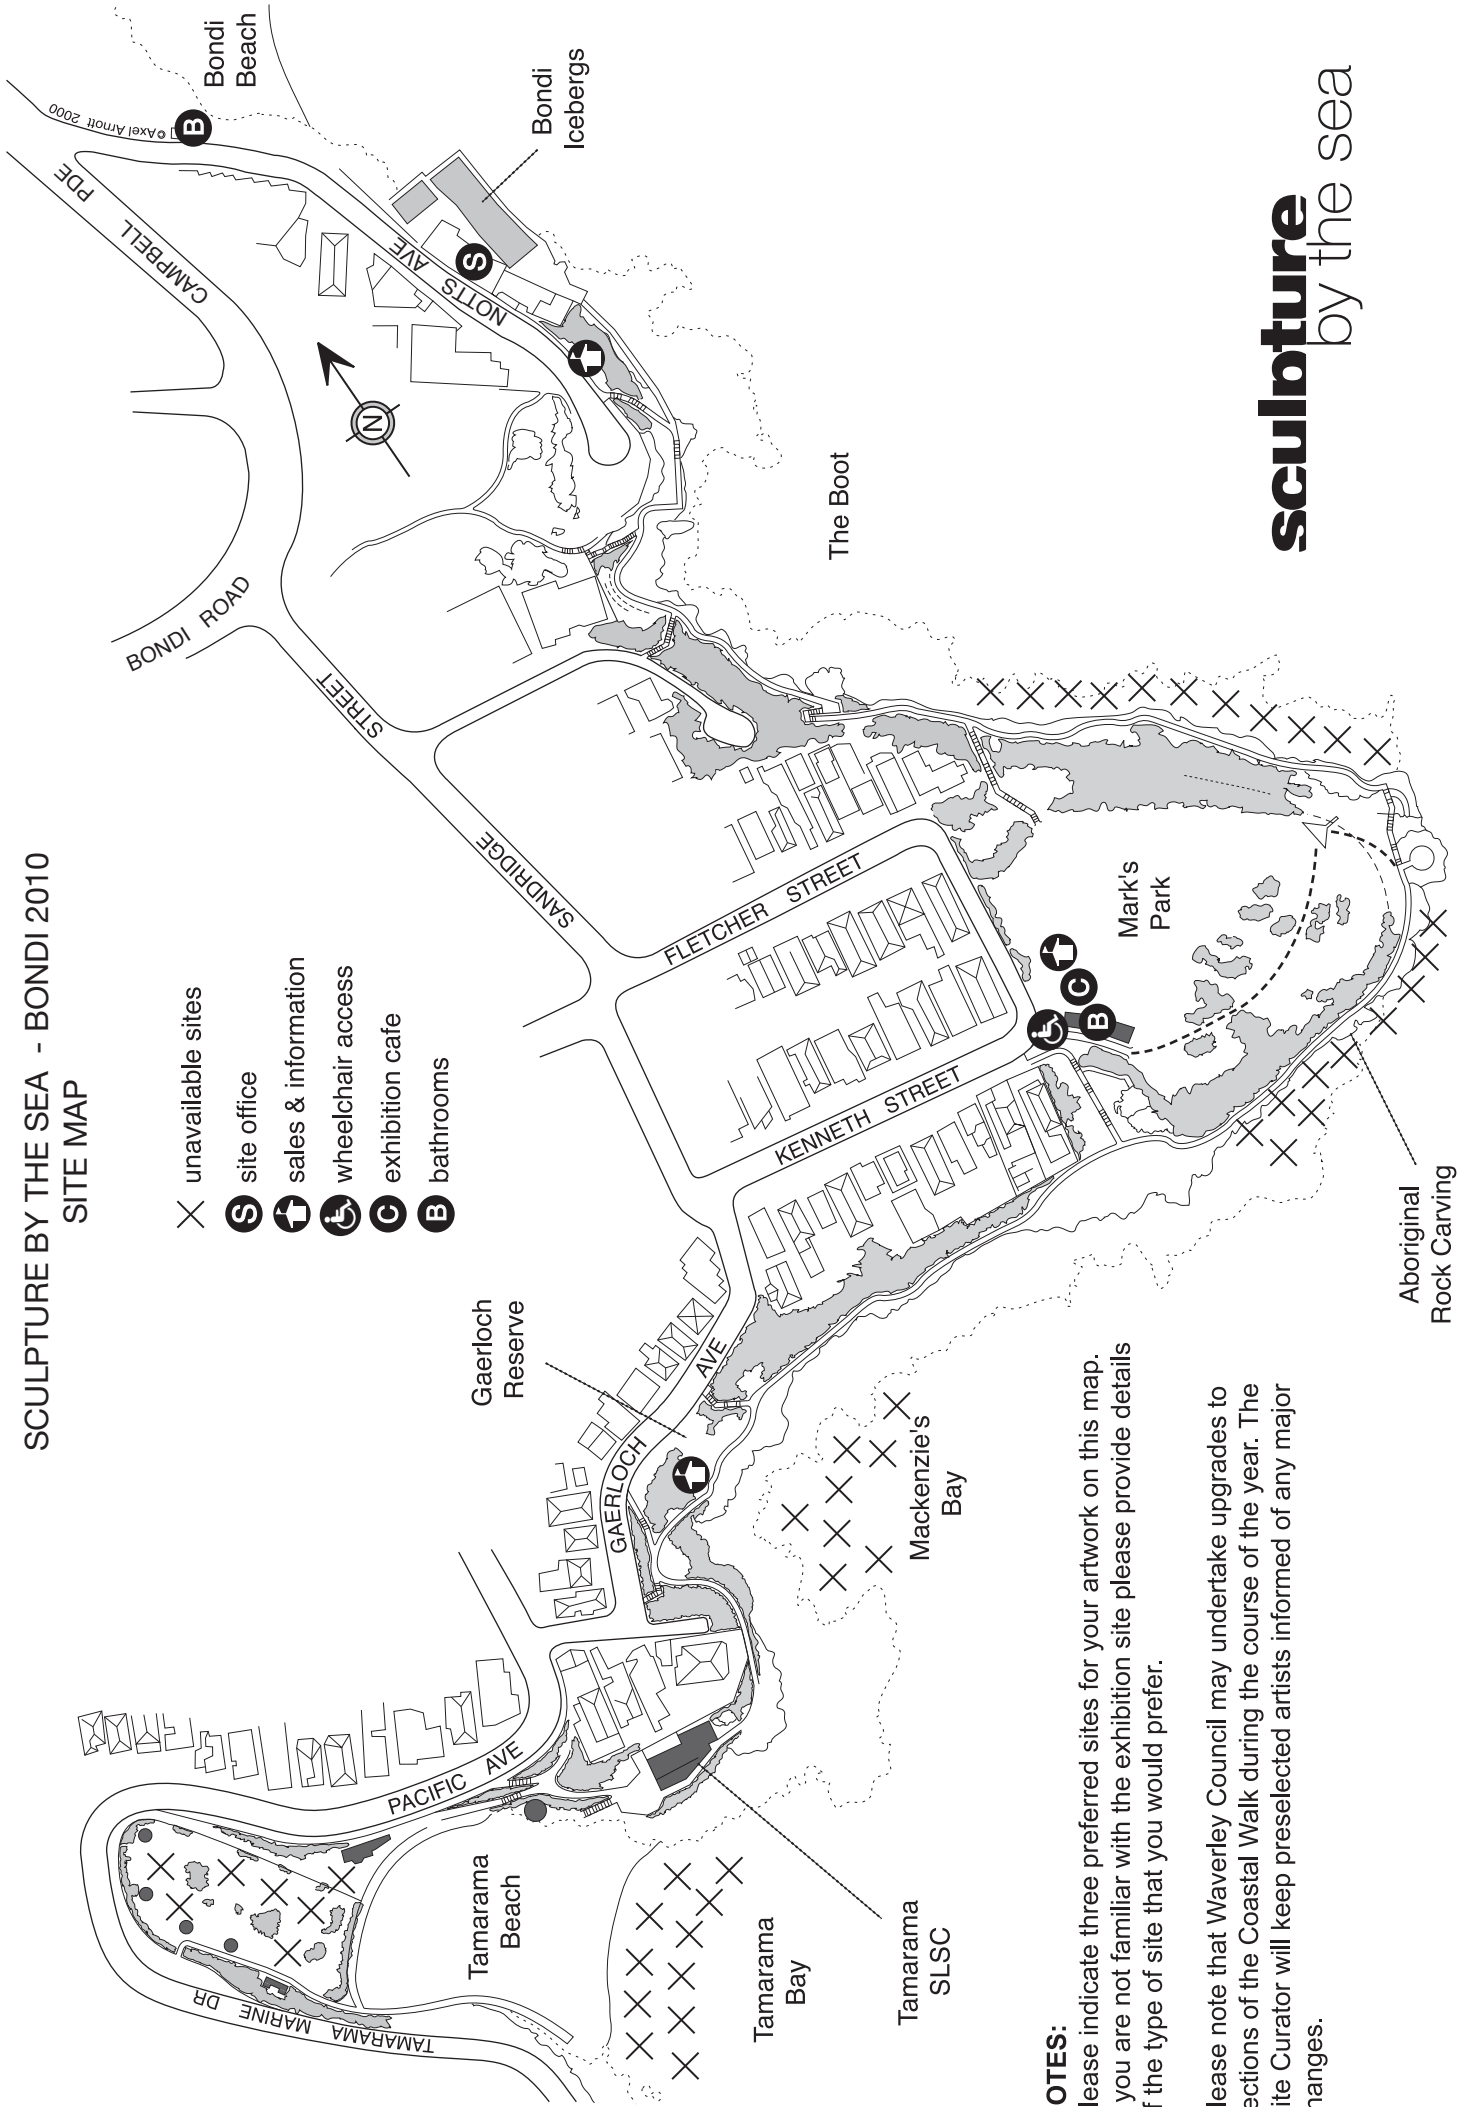 SCULPTURE BY THE SEA - BONDI 2010
SITE MAP
unavailable sites
S site office
sales & information
wheelchair access
C exhibition cafe
B bathrooms
TAMARAMA MARINE DR
PACIFIC AVE
GAERLOCH AVE
Gaerloch
Reserve
KENNETH STREET
FLETCHER STREET
SANDRIDGE STREET
BONDI ROAD
CAMPBELL PDE
NOTTS AVE
©Axel Arnott 2000
B
Bondi
Beach
Bondi
Icebergs
S
N
The Boot
Mark's
Park
C
B
Aboriginal
Rock Carving
Mackenzie's
Bay
Tamarama
Beach
Tamarama
Bay
Tamarama
SLSC
OTES:
lease indicate three preferred sites for your artwork on this map.
you are not familiar with the exhibition site please provide details
f the type of site that you would prefer.
lease note that Waverley Council may undertake upgrades to
ections of the Coastal Walk during the course of the year. The
ite Curator will keep preselected artists informed of any major
hanges.
sculpture
by the sea